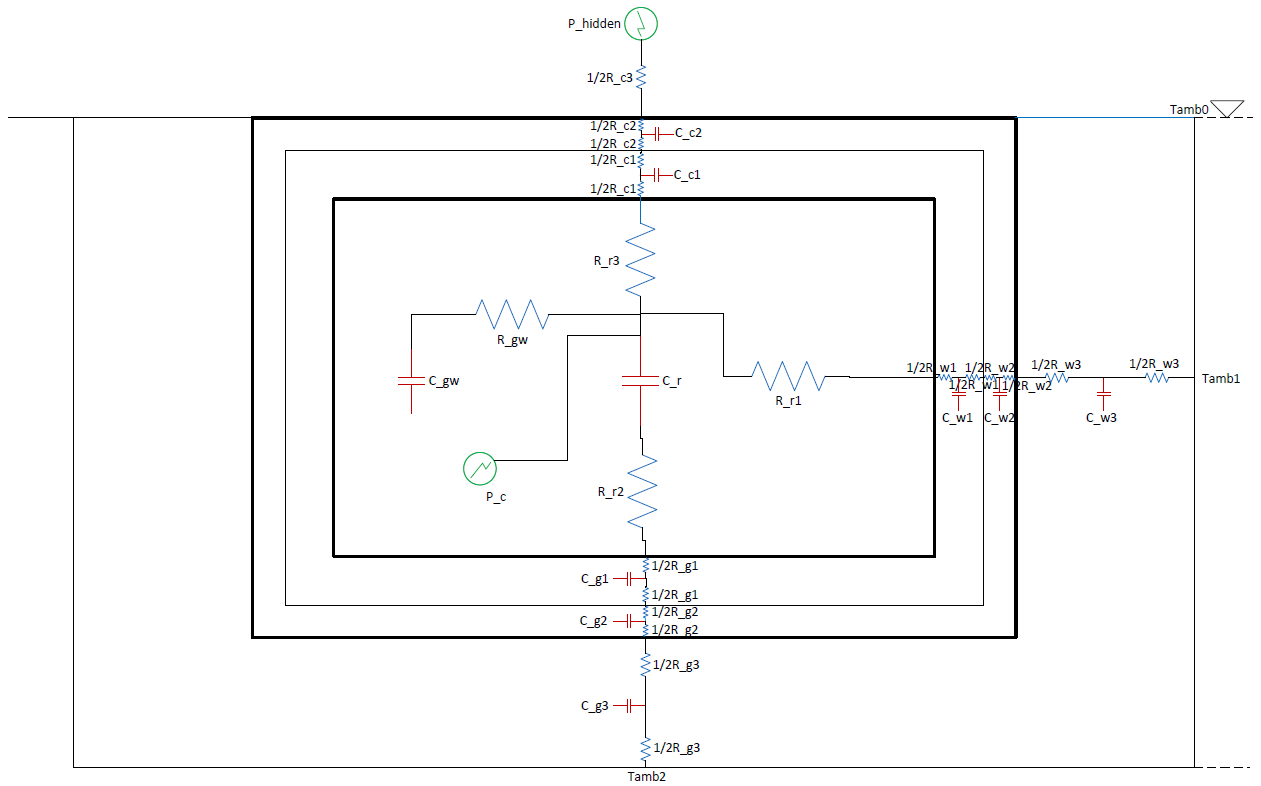 P_hidden
1/2R_c3
Tamb0
1/2R_c2
C_c2
1/2R_c2
1/2R_c1
C_c1
1/2R_c1
R_r3
R_gw
C_gw
C_r
R_r1
1/2R_w1
1/2R_w2
1/2R_w3
1/2R_w3
Tamb1
1/2R_w1
1/2R_w2
C_w1
C_w2
C_w3
R_r2
P_c
1/2R_g1
C_g1
1/2R_g1
1/2R_g2
C_g2
1/2R_g2
1/2R_g3
C_g3
1/2R_g3
Tamb2